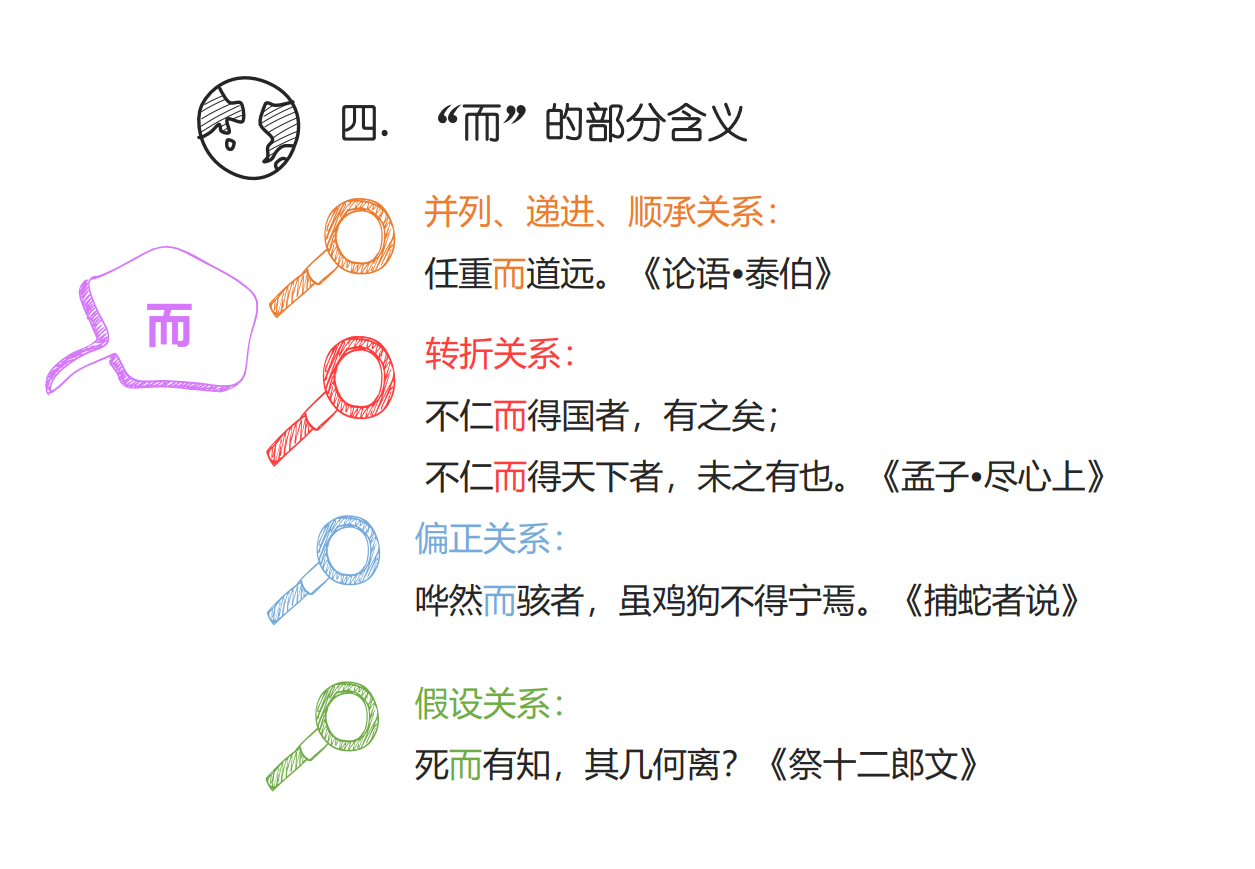 四. “而”的部分含义
而
并列、递进、顺承关系：
任重而道远。《论语•泰伯》
转折关系：
不仁而得国者，有之矣；
不仁而得天下者，未之有也。《孟子•尽心上》
偏正关系：
哗然而骇者，虽鸡狗不得宁焉。《捕蛇者说》
假设关系：
死而有知，其几何离？《祭十二郎文》